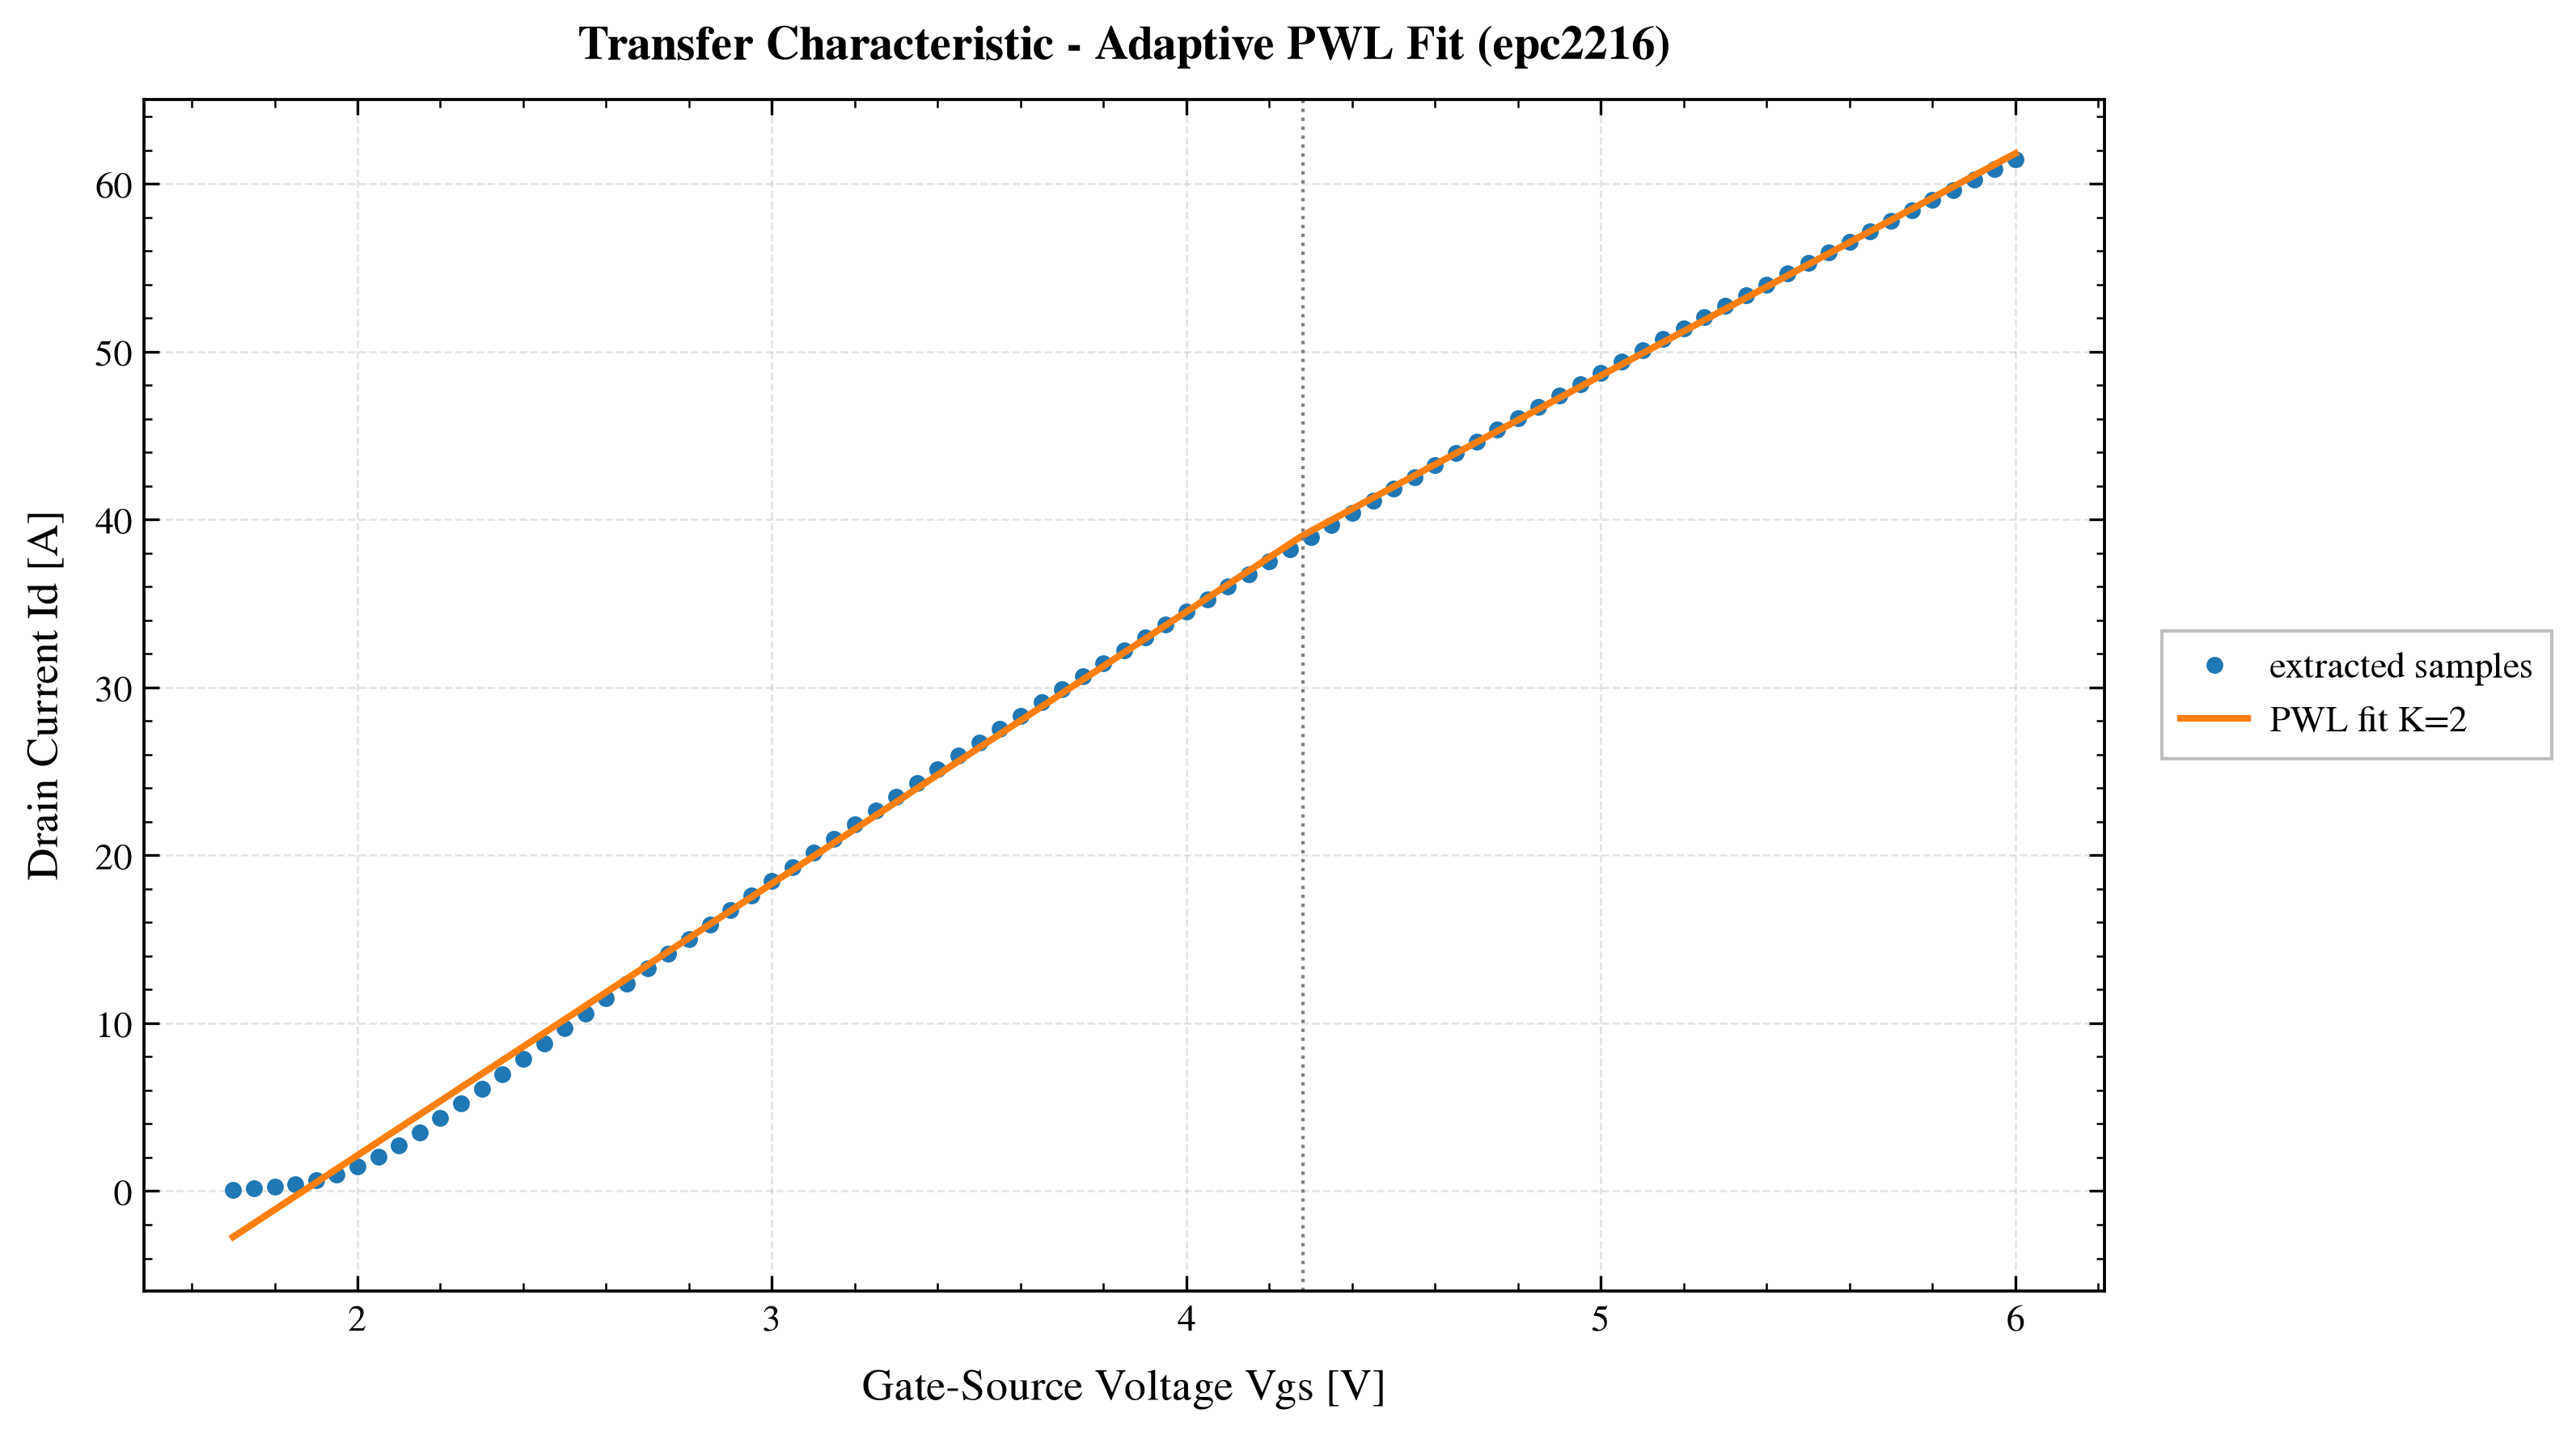 Transfer Characteristic - Adaptive PWL Fit (epc2216)
Drain Current Id [A]
60
50
40
30
20
10
0
2 3 4 5 6
Gate-Source Voltage Vgs [V]
extracted samples
PWL fit K=2